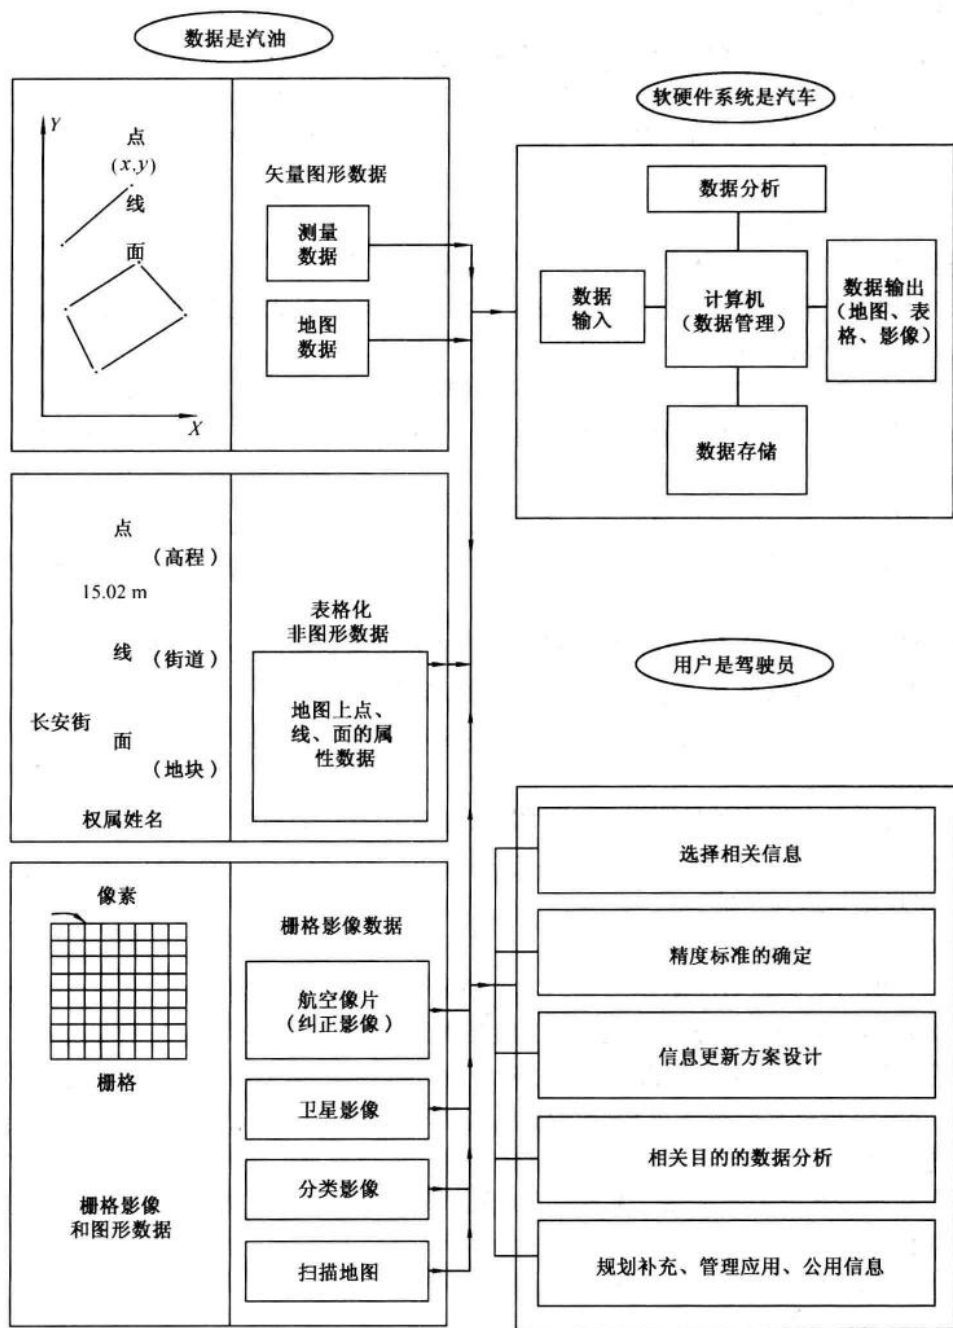 数据是汽油
Y
点
(x,y)
线
面
X
矢量图形数据
测量
数据
地图
数据
点
(高程)
15.02 m
线
(街道)
长安街
面
(地块)
权属姓名
表格化
非图形数据
地图上点、
线、面的属
性数据
像素
栅格
栅格影像
和图形数据
栅格影像数据
航空像片
(纠正影像)
卫星影像
分类影像
扫描地图
软硬件系统是汽车
数据分析
数据
输入
计算机
(数据管理)
数据输出
(地图、表
格、影像)
数据存储
用户是驾驶员
选择相关信息
精度标准的确定
信息更新方案设计
相关目的的数据分析
规划补充、管理应用、公用信息